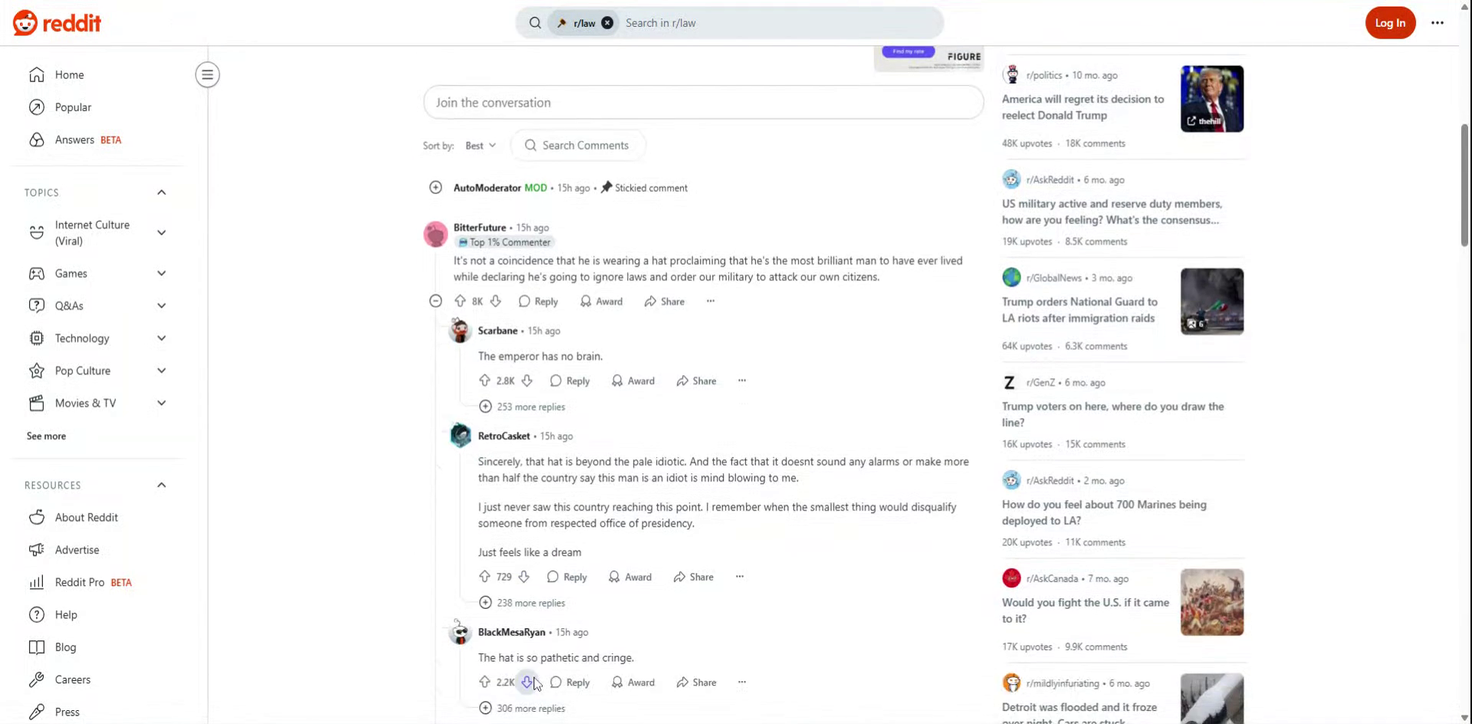 reddit
r/law
Search in r/law
Log In
Home
Popular
Answers BETA
TOPICS
Internet Culture
(Viral)
Games
Q&As
Technology
Pop Culture
Movies & TV
See more
RESOURCES
About Reddit
Advertise
Reddit Pro BETA
Help
Blog
Careers
Press
Find my rate
FIGURE
Join the conversation
Sort by: Best
Search Comments
AutoModerator MOD • 15h ago • Stickied comment
BitterFuture • 15h ago
Top 1% Commenter
It's not a coincidence that he is wearing a hat proclaiming that he's the most brilliant man to have ever lived
while declaring he's going to ignore laws and order our military to attack our own citizens.
8K Reply Award Share
Scarbane • 15h ago
The emperor has no brain.
2.8K Reply Award Share
253 more replies
RetroCasket • 15h ago
Sincerely, that hat is beyond the pale idiotic. And the fact that it doesnt sound any alarms or make more
than half the country say this man is an idiot is mind blowing to me.
I just never saw this country reaching this point. I remember when the smallest thing would disqualify
someone from respected office of presidency.
Just feels like a dream
729 Reply Award Share
238 more replies
BlackMesaRyan • 15h ago
The hat is so pathetic and cringe.
2.2K Reply Award Share
306 more replies
r/politics • 10 mo. ago
America will regret its decision to
reelect Donald Trump
thehill
48K upvotes · 18K comments
r/AskReddit • 6 mo. ago
US military active and reserve duty members,
how are you feeling? What's the consensus...
19K upvotes · 8.5K comments
r/GlobalNews • 3 mo. ago
Trump orders National Guard to
LA riots after immigration raids
6
64K upvotes · 6.3K comments
Z r/GenZ • 6 mo. ago
Trump voters on here, where do you draw the
line?
16K upvotes · 15K comments
r/AskReddit • 2 mo. ago
How do you feel about 700 Marines being
deployed to LA?
20K upvotes · 11K comments
r/AskCanada • 7 mo. ago
Would you fight the U.S. if it came
to it?
17K upvotes · 9.9K comments
r/mildlyinfuriating • 6 mo. ago
Detroit was flooded and it froze
over night. Cars are stuck